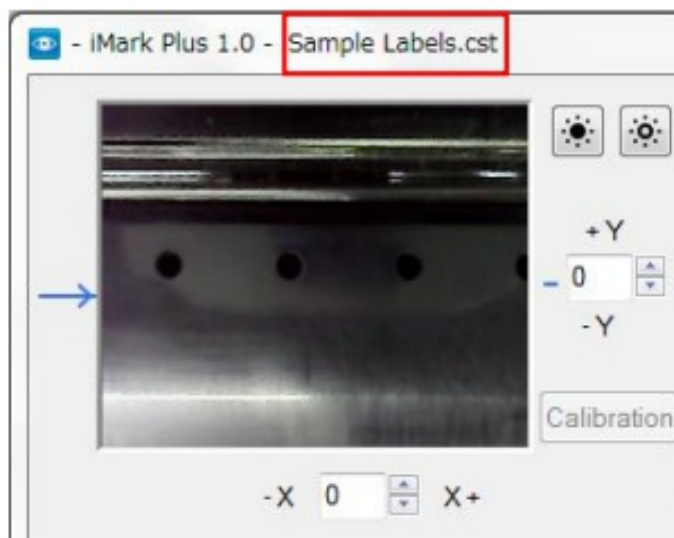 - iMark Plus 1.0 - Sample Labels.cst
+Y
0
-Y
Calibration
-X 0 X+